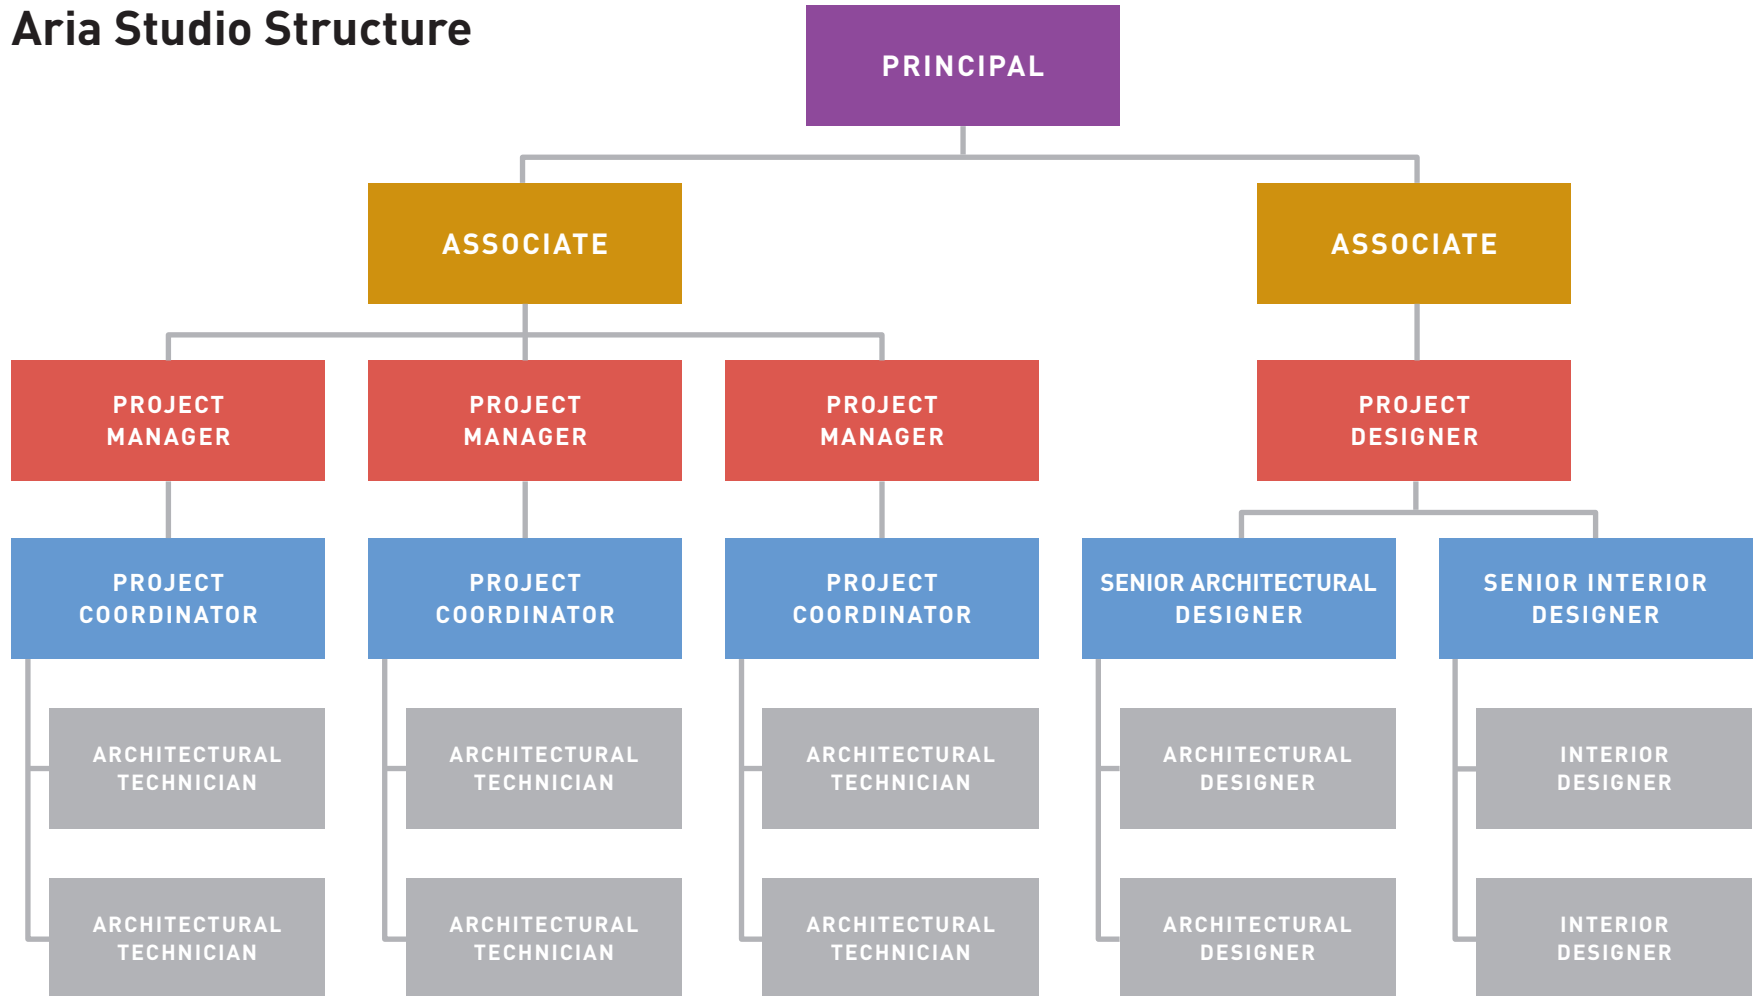 Aria Studio Structure
PRINCIPAL
ASSOCIATE
ASSOCIATE
PROJECT
MANAGER
PROJECT
MANAGER
PROJECT
MANAGER
PROJECT
DESIGNER
PROJECT
COORDINATOR
PROJECT
COORDINATOR
PROJECT
COORDINATOR
SENIOR ARCHITECTURAL
DESIGNER
SENIOR INTERIOR
DESIGNER
ARCHITECTURAL
TECHNICIAN
ARCHITECTURAL
TECHNICIAN
ARCHITECTURAL
TECHNICIAN
ARCHITECTURAL
DESIGNER
INTERIOR
DESIGNER
ARCHITECTURAL
TECHNICIAN
ARCHITECTURAL
TECHNICIAN
ARCHITECTURAL
TECHNICIAN
ARCHITECTURAL
DESIGNER
INTERIOR
DESIGNER